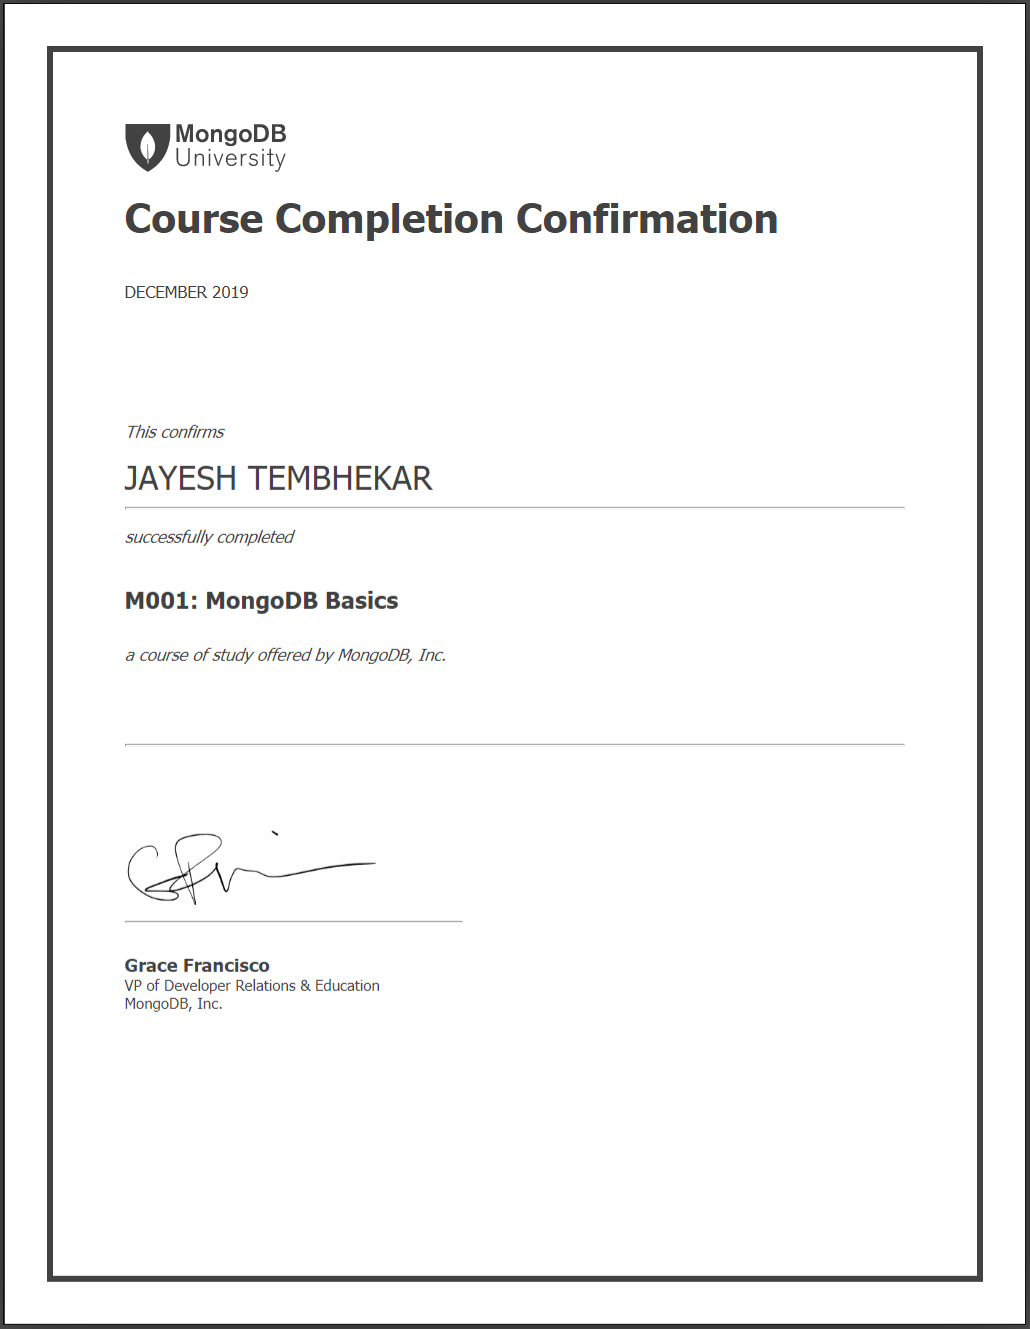 MongoDB
University
Course Completion Confirmation
DECEMBER 2019
This confirms
JAYESH TEMBHEKAR
successfully completed
M001: MongoDB Basics
a course of study offered by MongoDB, Inc.
Grace Francisco
VP of Developer Relations & Education
MongoDB, Inc.